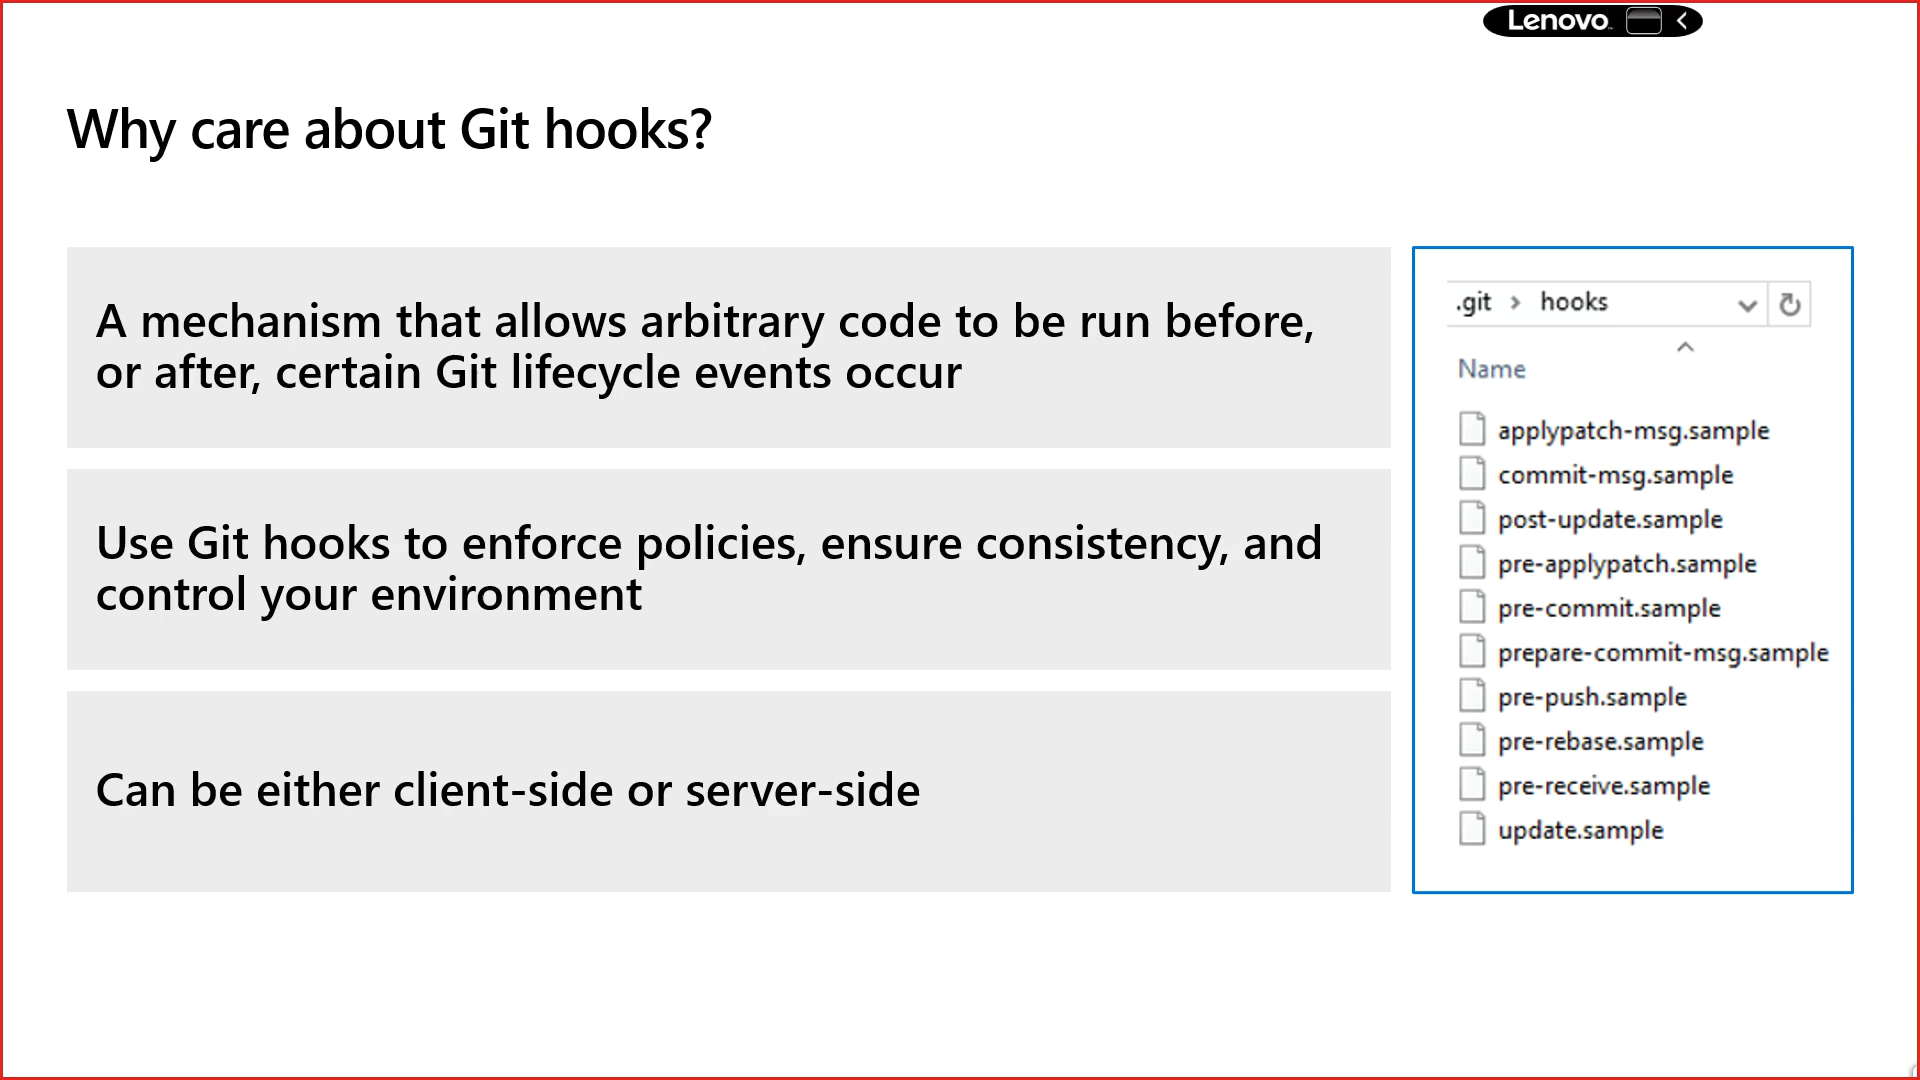 Lenovo
Why care about Git hooks?
A mechanism that allows arbitrary code to be run before,
or after, certain Git lifecycle events occur
Use Git hooks to enforce policies, ensure consistency, and
control your environment
Can be either client-side or server-side
.git > hooks
Name
applypatch-msg.sample
commit-msg.sample
post-update.sample
pre-applypatch.sample
pre-commit.sample
prepare-commit-msg.sample
pre-push.sample
pre-rebase.sample
pre-receive.sample
update.sample